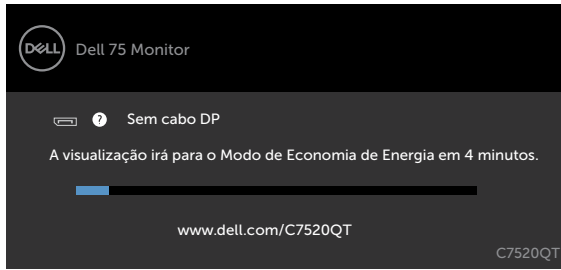 DELL
Dell 75 Monitor
? Sem cabo DP
A visualização irá para o Modo de Economia de Energia em 4 minutos.
www.dell.com/C7520QT
C7520QT